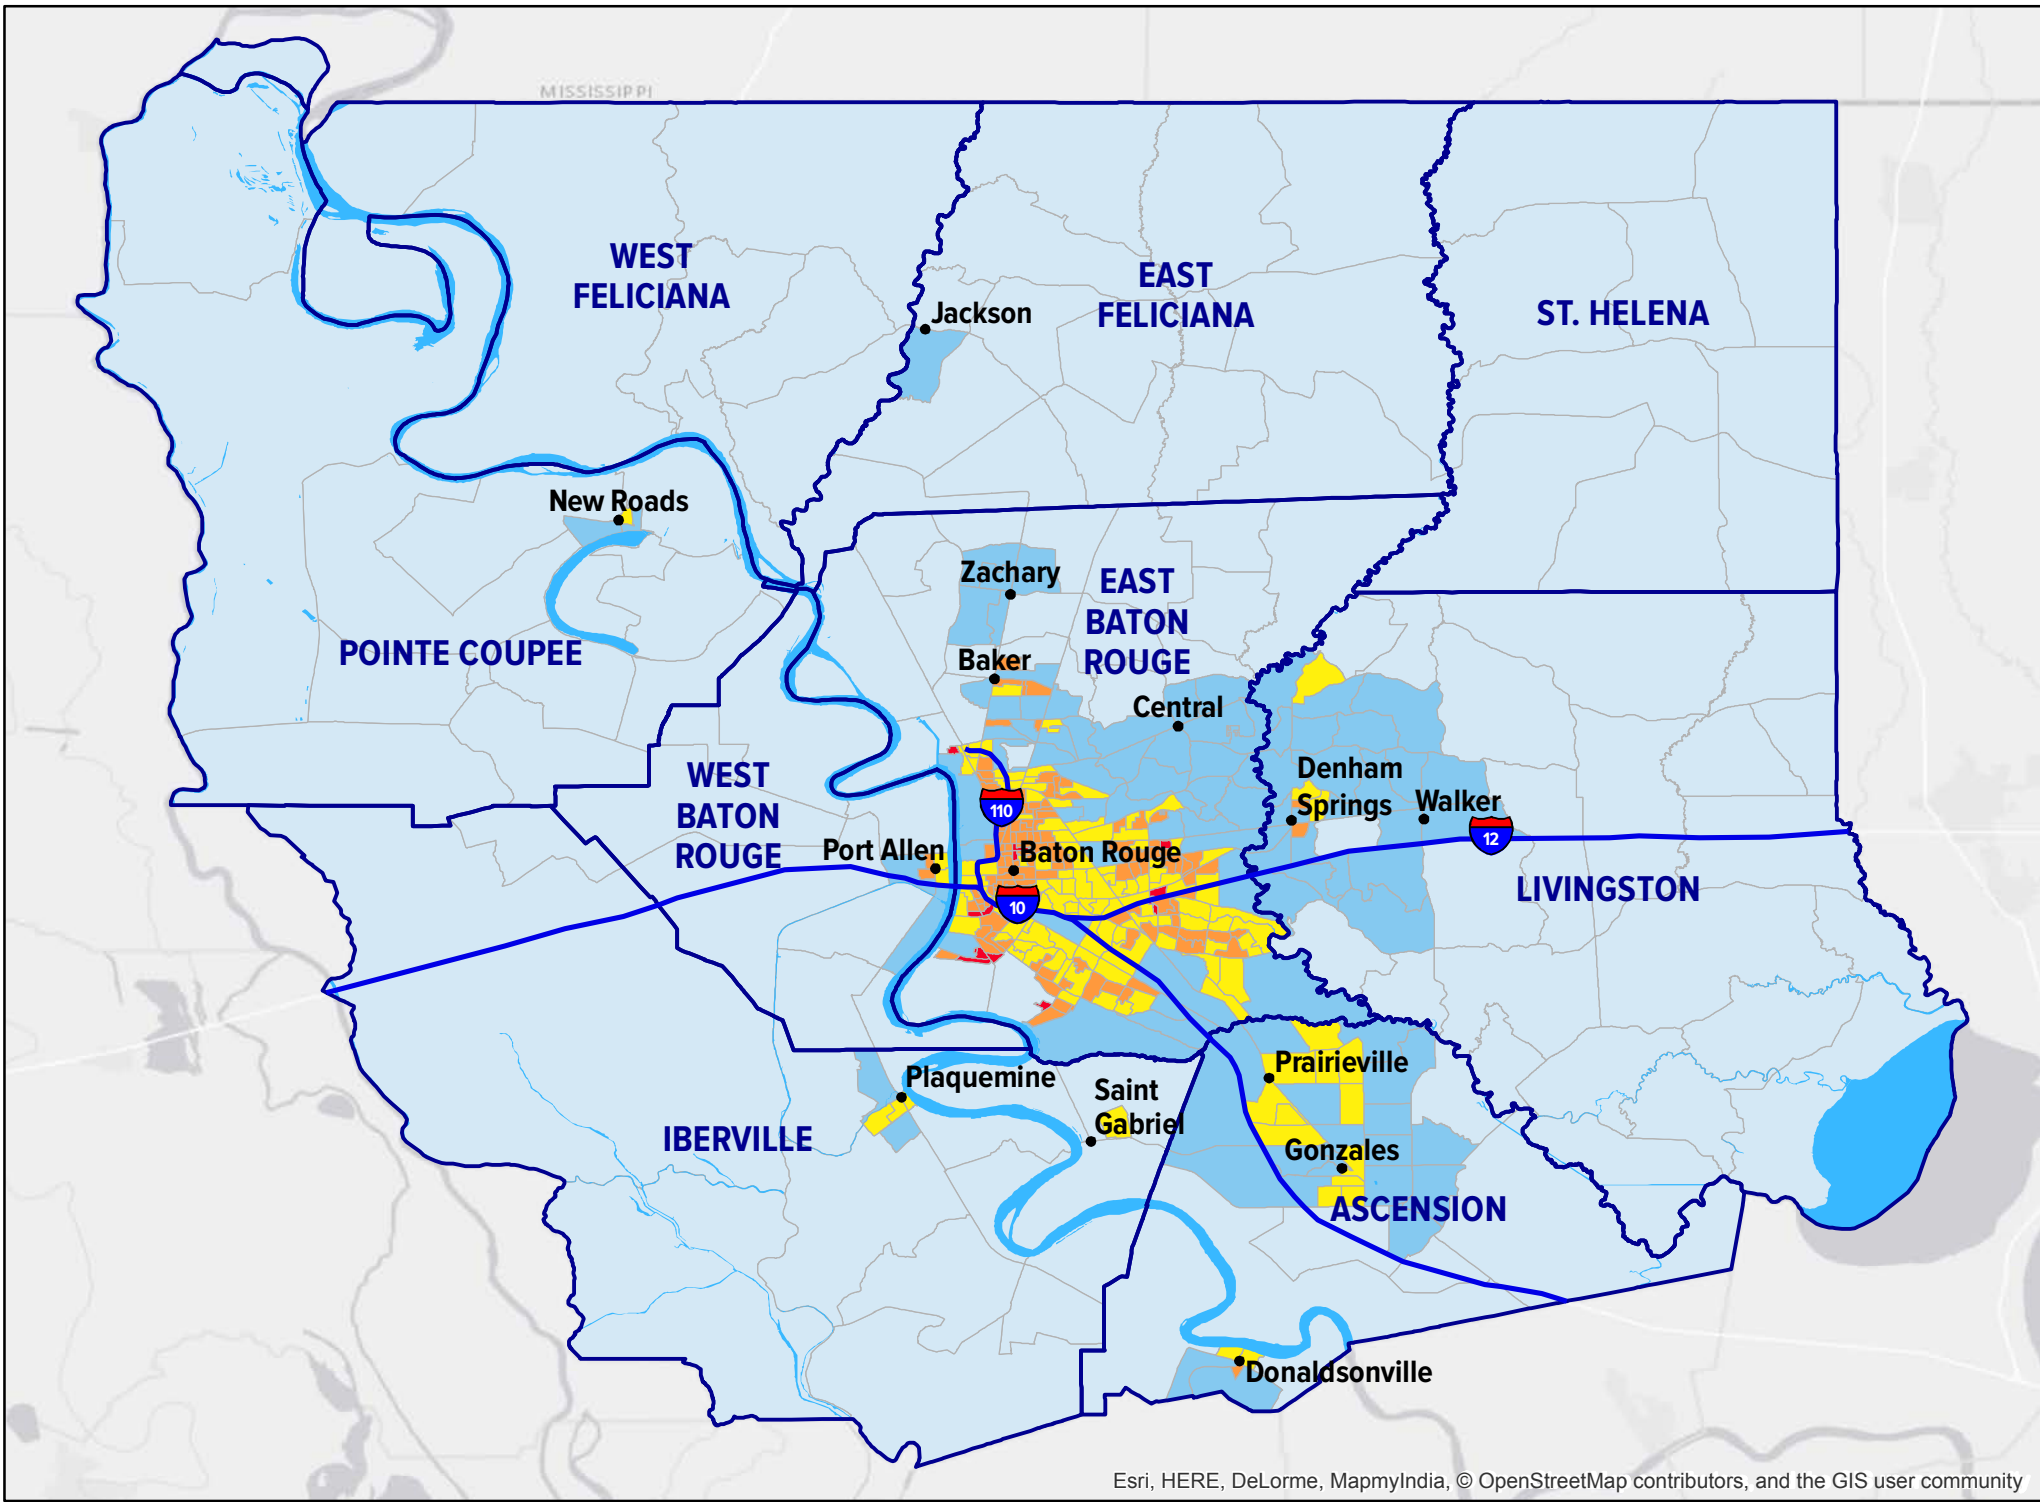 MISSISSIPPI
WEST
FELICIANA
EAST
FELICIANA
ST. HELENA
Jackson
New Roads
Zachary
EAST
BATON
ROUGE
POINTE COUPEE
Baker
Central
WEST
BATON
ROUGE
Denham
Springs
Walker
110
12
Port Allen
Baton Rouge
LIVINGSTON
10
Prairieville
Plaquemine
Saint
Gabriel
IBERVILLE
Gonzales
ASCENSION
Donaldsonville
Esri, HERE, DeLorme, MapmyIndia, © OpenStreetMap contributors, and the GIS user community